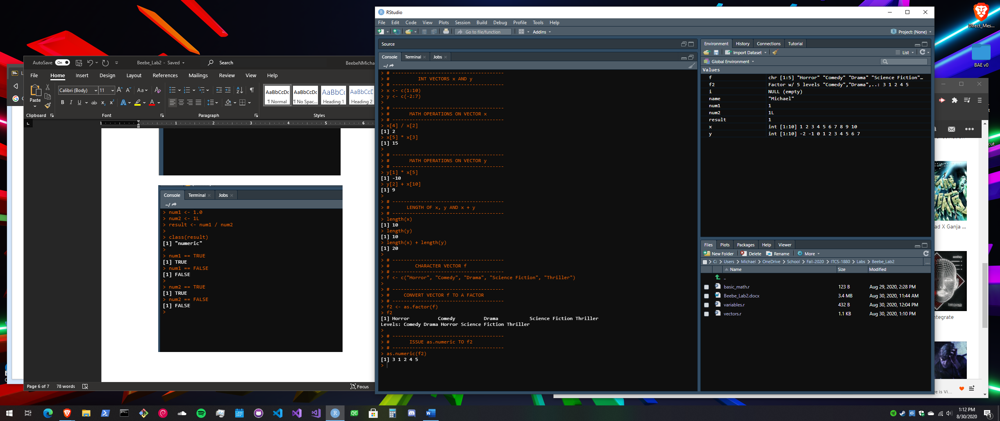 AutoSave On Beebe_Lab2 - Saved Search BeebeNMicha
File Home Insert Design Layout References Mailings Review View Help
Paste
Calibri (Body) 11 Aa
B I U ab x₂ x² A A
AaBbCcDc AaBbCcDc AaBbCc AaBbCcD
¶ Normal ¶ No Spac... Heading 1 Heading 2
Clipboard Font Paragraph Styles
1 1 2 3 4 5 6
Console Terminal Jobs
~/
> num1 <- 1.0
> num2 <- 1L
> result <- num1 / num2
>
> class(result)
[1] "numeric"
>
> num1 == TRUE
[1] TRUE
> num1 == FALSE
[1] FALSE
>
> num2 == TRUE
[1] TRUE
> num2 == FALSE
[1] FALSE
>
Page 6 of 7 78 words Focus
RStudio
File Edit Code View Plots Session Build Debug Profile Tools Help
Go to file/function Addins Project: (None)
Source
Console Terminal Jobs
~/
> # ---------------------------------------
> #          INT VECTORS x AND y
> # ---------------------------------------
> x <- c(1:10)
> y <- c(-2:7)
>
> # ---------------------------------------
> #       MATH OPERATIONS ON VECTOR x
> # ---------------------------------------
> x[4] / x[2]
[1] 2
> x[5] * x[3]
[1] 15
>
> # ---------------------------------------
> #       MATH OPERATIONS ON VECTOR y
> # ---------------------------------------
> y[1] * x[5]
[1] -10
> y[2] + x[10]
[1] 9
>
> # ---------------------------------------
> #      LENGTH OF x, y AND x + y
> # ---------------------------------------
> length(x)
[1] 10
> length(y)
[1] 10
> length(x) + length(y)
[1] 20
>
> # ---------------------------------------
> #         CHARACTER VECTOR f
> # ---------------------------------------
> f <- c("Horror", "Comedy", "Drama", "Science Fiction", "Thriller")
>
> # ---------------------------------------
> #     CONVERT VECTOR f TO A FACTOR
> # ---------------------------------------
> f2 <- as.factor(f)
> f2
[1] Horror          Comedy          Drama           Science Fiction Thriller
Levels: Comedy Drama Horror Science Fiction Thriller
>
> # ---------------------------------------
> #       ISSUE as.numeric TO f2
> # ---------------------------------------
> as.numeric(f2)
[1] 3 1 2 4 5
>
Environment History Connections Tutorial
Import Dataset List
Global Environment
Values
f chr [1:5] "Horror" "Comedy" "Drama" "Science Fiction"…
f2 Factor w/ 5 levels "Comedy","Drama",..: 3 1 2 4 5
i NULL (empty)
name "Michael"
num1 1
num2 1L
result 1
x int [1:10] 1 2 3 4 5 6 7 8 9 10
y int [1:10] -2 -1 0 1 2 3 4 5 6 7
Files Plots Packages Help Viewer
New Folder Delete Rename More
C: Users Michael OneDrive School Fall-2020 ITCS-1880 Labs Beebe_Lab2 ...
Name Size Modified
..
basic_math.r 123 B Aug 29, 2020, 2:28 PM
Beebe_Lab2.docx 3.4 MB Aug 30, 2020, 11:44 AM
variables.r 432 B Aug 30, 2020, 12:04 PM
vectors.r 1.1 KB Aug 30, 2020, 1:10 PM
Direct_Mes...
BAE v0
cut
ad X Ganja ...
ntegrate
e is Vi...
Bb L
1:12 PM
8/30/2020